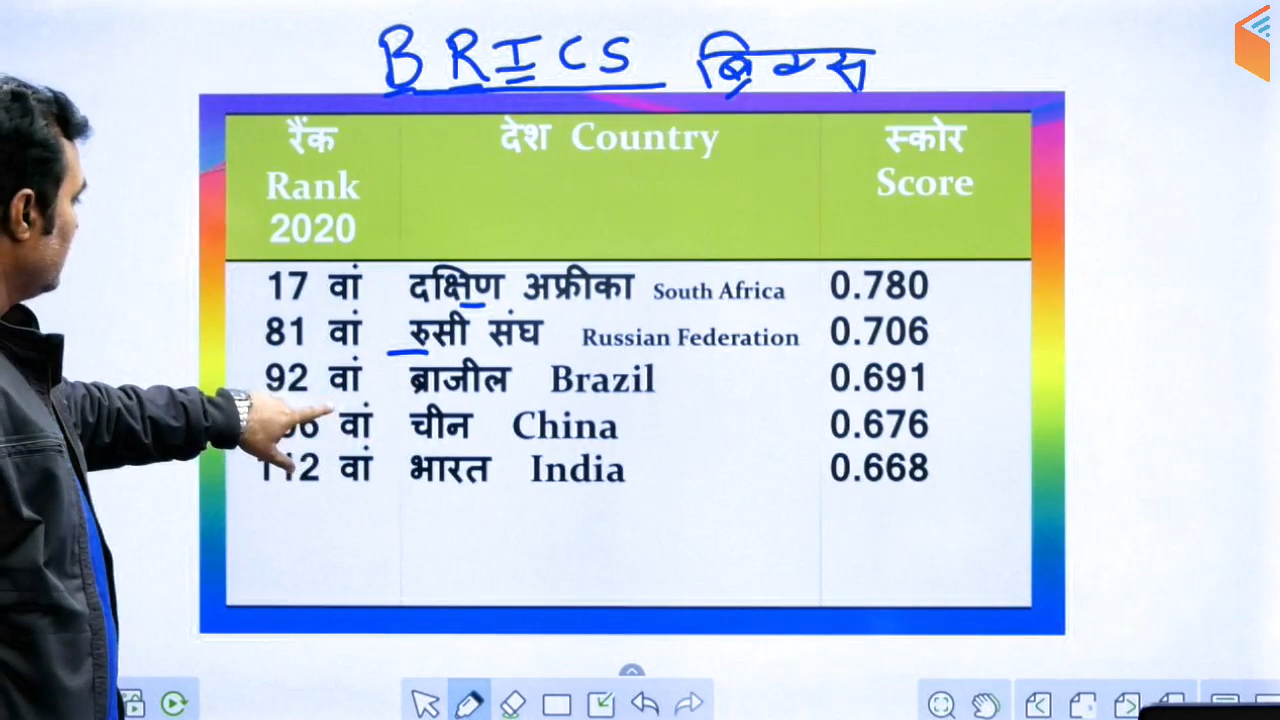 BRICS ब्रिक्स
रैंक Rank 2020 देश Country स्कोर Score
17 वां दक्षिण अफ्रीका South Africa 0.780
81 वां रुसी संघ Russian Federation 0.706
92 वां ब्राजील Brazil 0.691
वां चीन China 0.676
112 वां भारत India 0.668